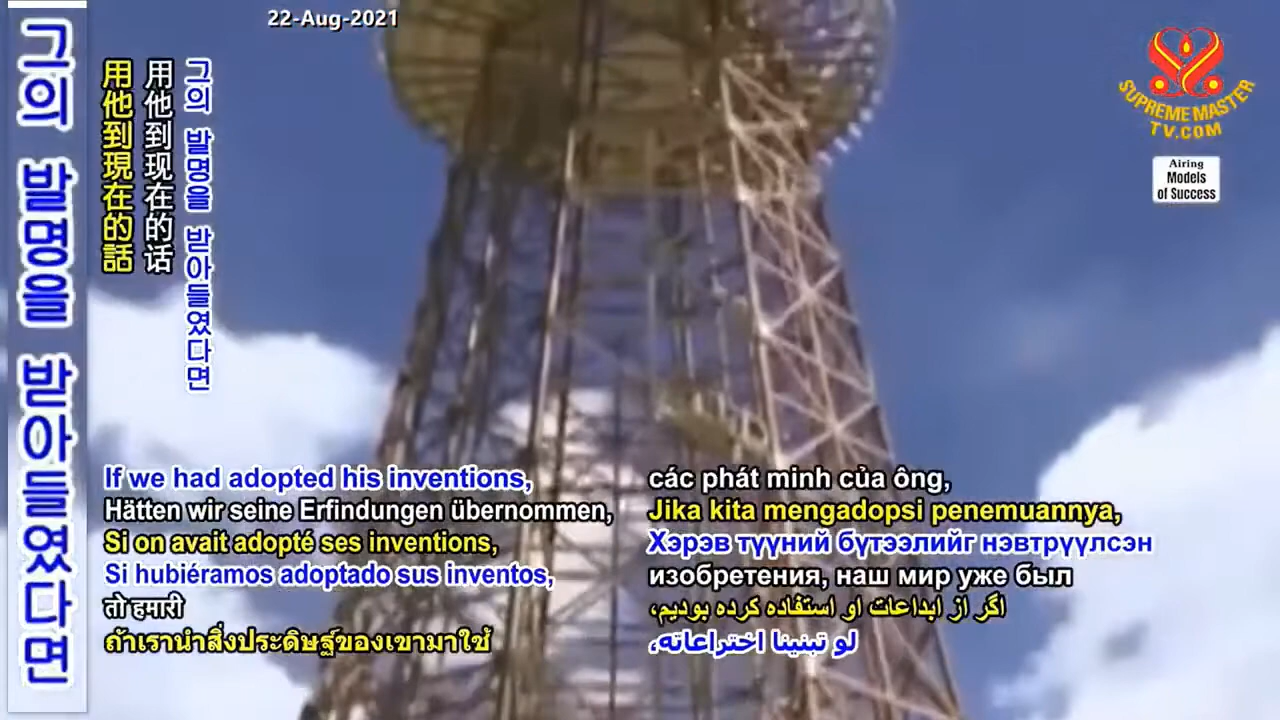 22-Aug-2021
SUPREME MASTER
TV.COM
Airing
Models
of Success
그의 발명을 받아들였다면
用他到現在的話
用他到现在的话
그의 발명을 받아들였다면
If we had adopted his inventions,
Hätten wir seine Erfindungen übernommen,
Si on avait adopté ses inventions,
Si hubiéramos adoptado sus inventos,
तो हमारी
ถ้าเรานำสิ่งประดิษฐ์ของเขามาใช้
các phát minh của ông,
Jika kita mengadopsi penemuannya,
Хэрэв түүний бүтээлийг нэвтрүүлсэн
изобретения, наш мир уже был
اگر از ابداعات او استفاده کرده بودیم،
لو تبنينا اختراعاته،